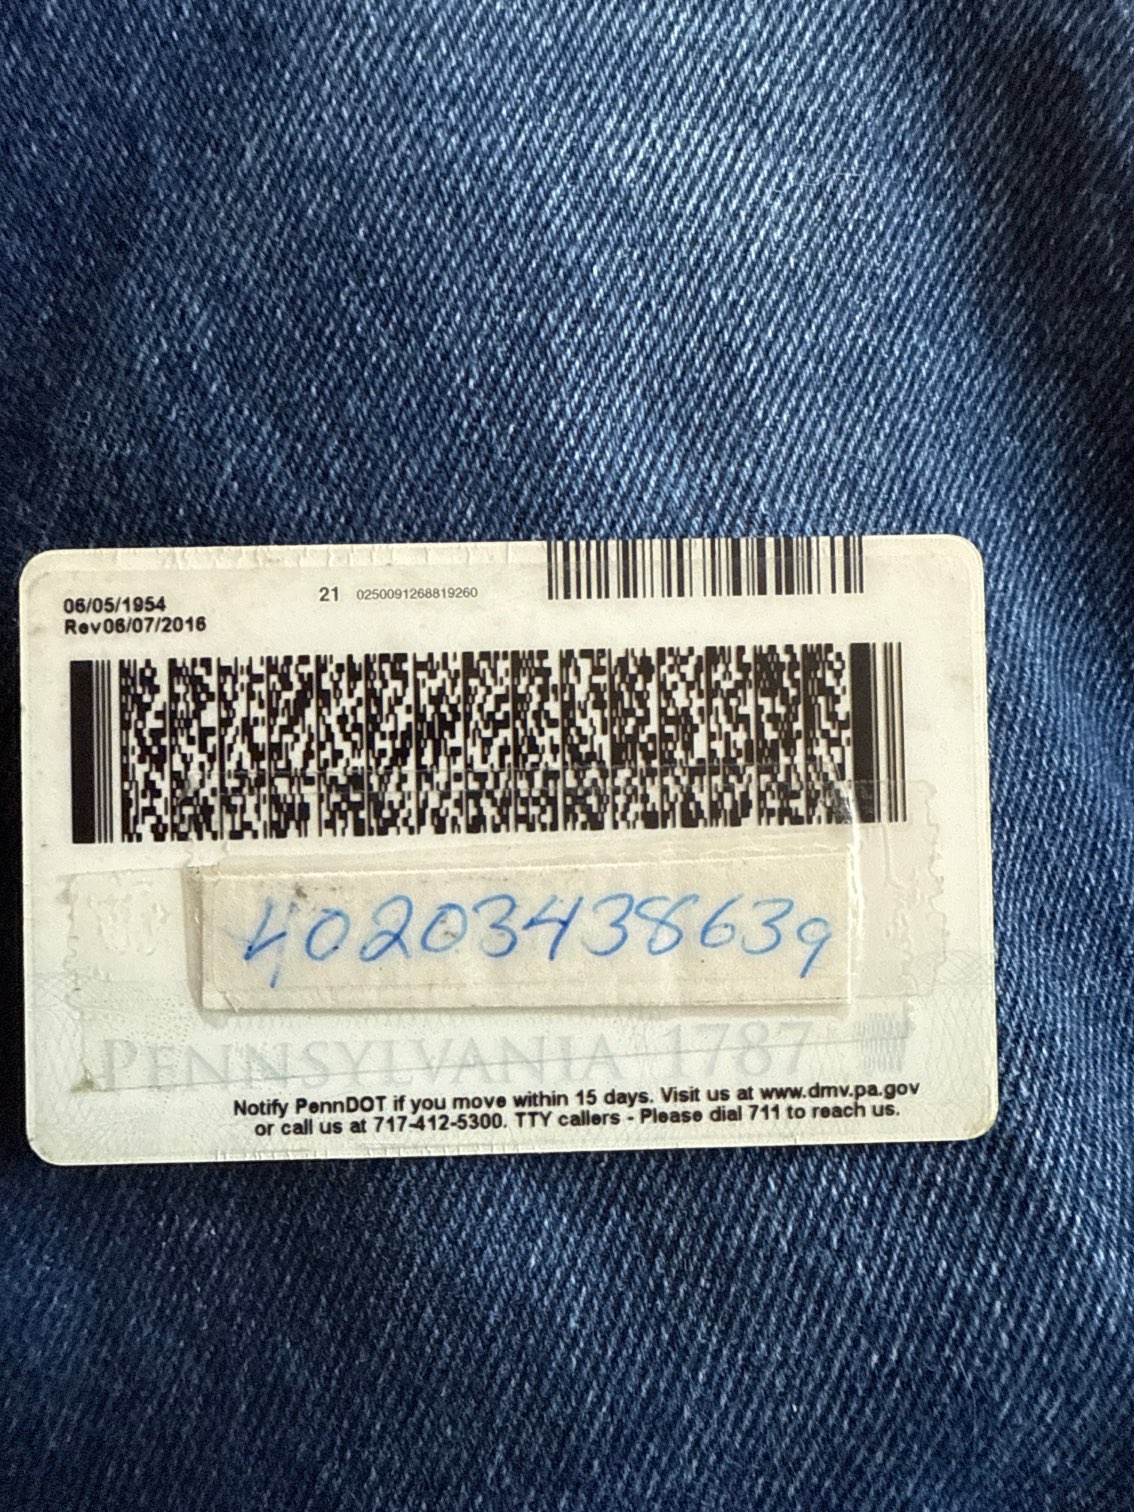 06/05/1954
Rev06/07/2016
21 0250091268819260
40203438639
PENNSYLVANIA 1787
Notify PennDOT if you move within 15 days. Visit us at www.dmv.pa.gov
or call us at 717-412-5300. TTY callers - Please dial 711 to reach us.